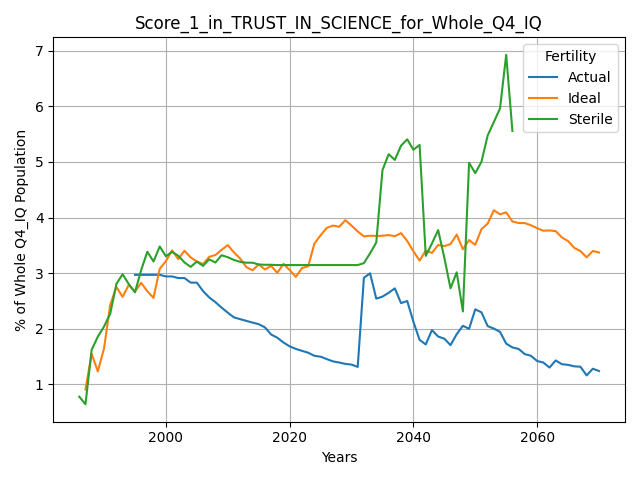 Score_1_in_TRUST_IN_SCIENCE_for_Whole_Q4_IQ
% of Whole Q4_IQ Population
7
6
5
4
3
2
1
Fertility
Actual
Ideal
Sterile
2000
2020
2040
2060
Years